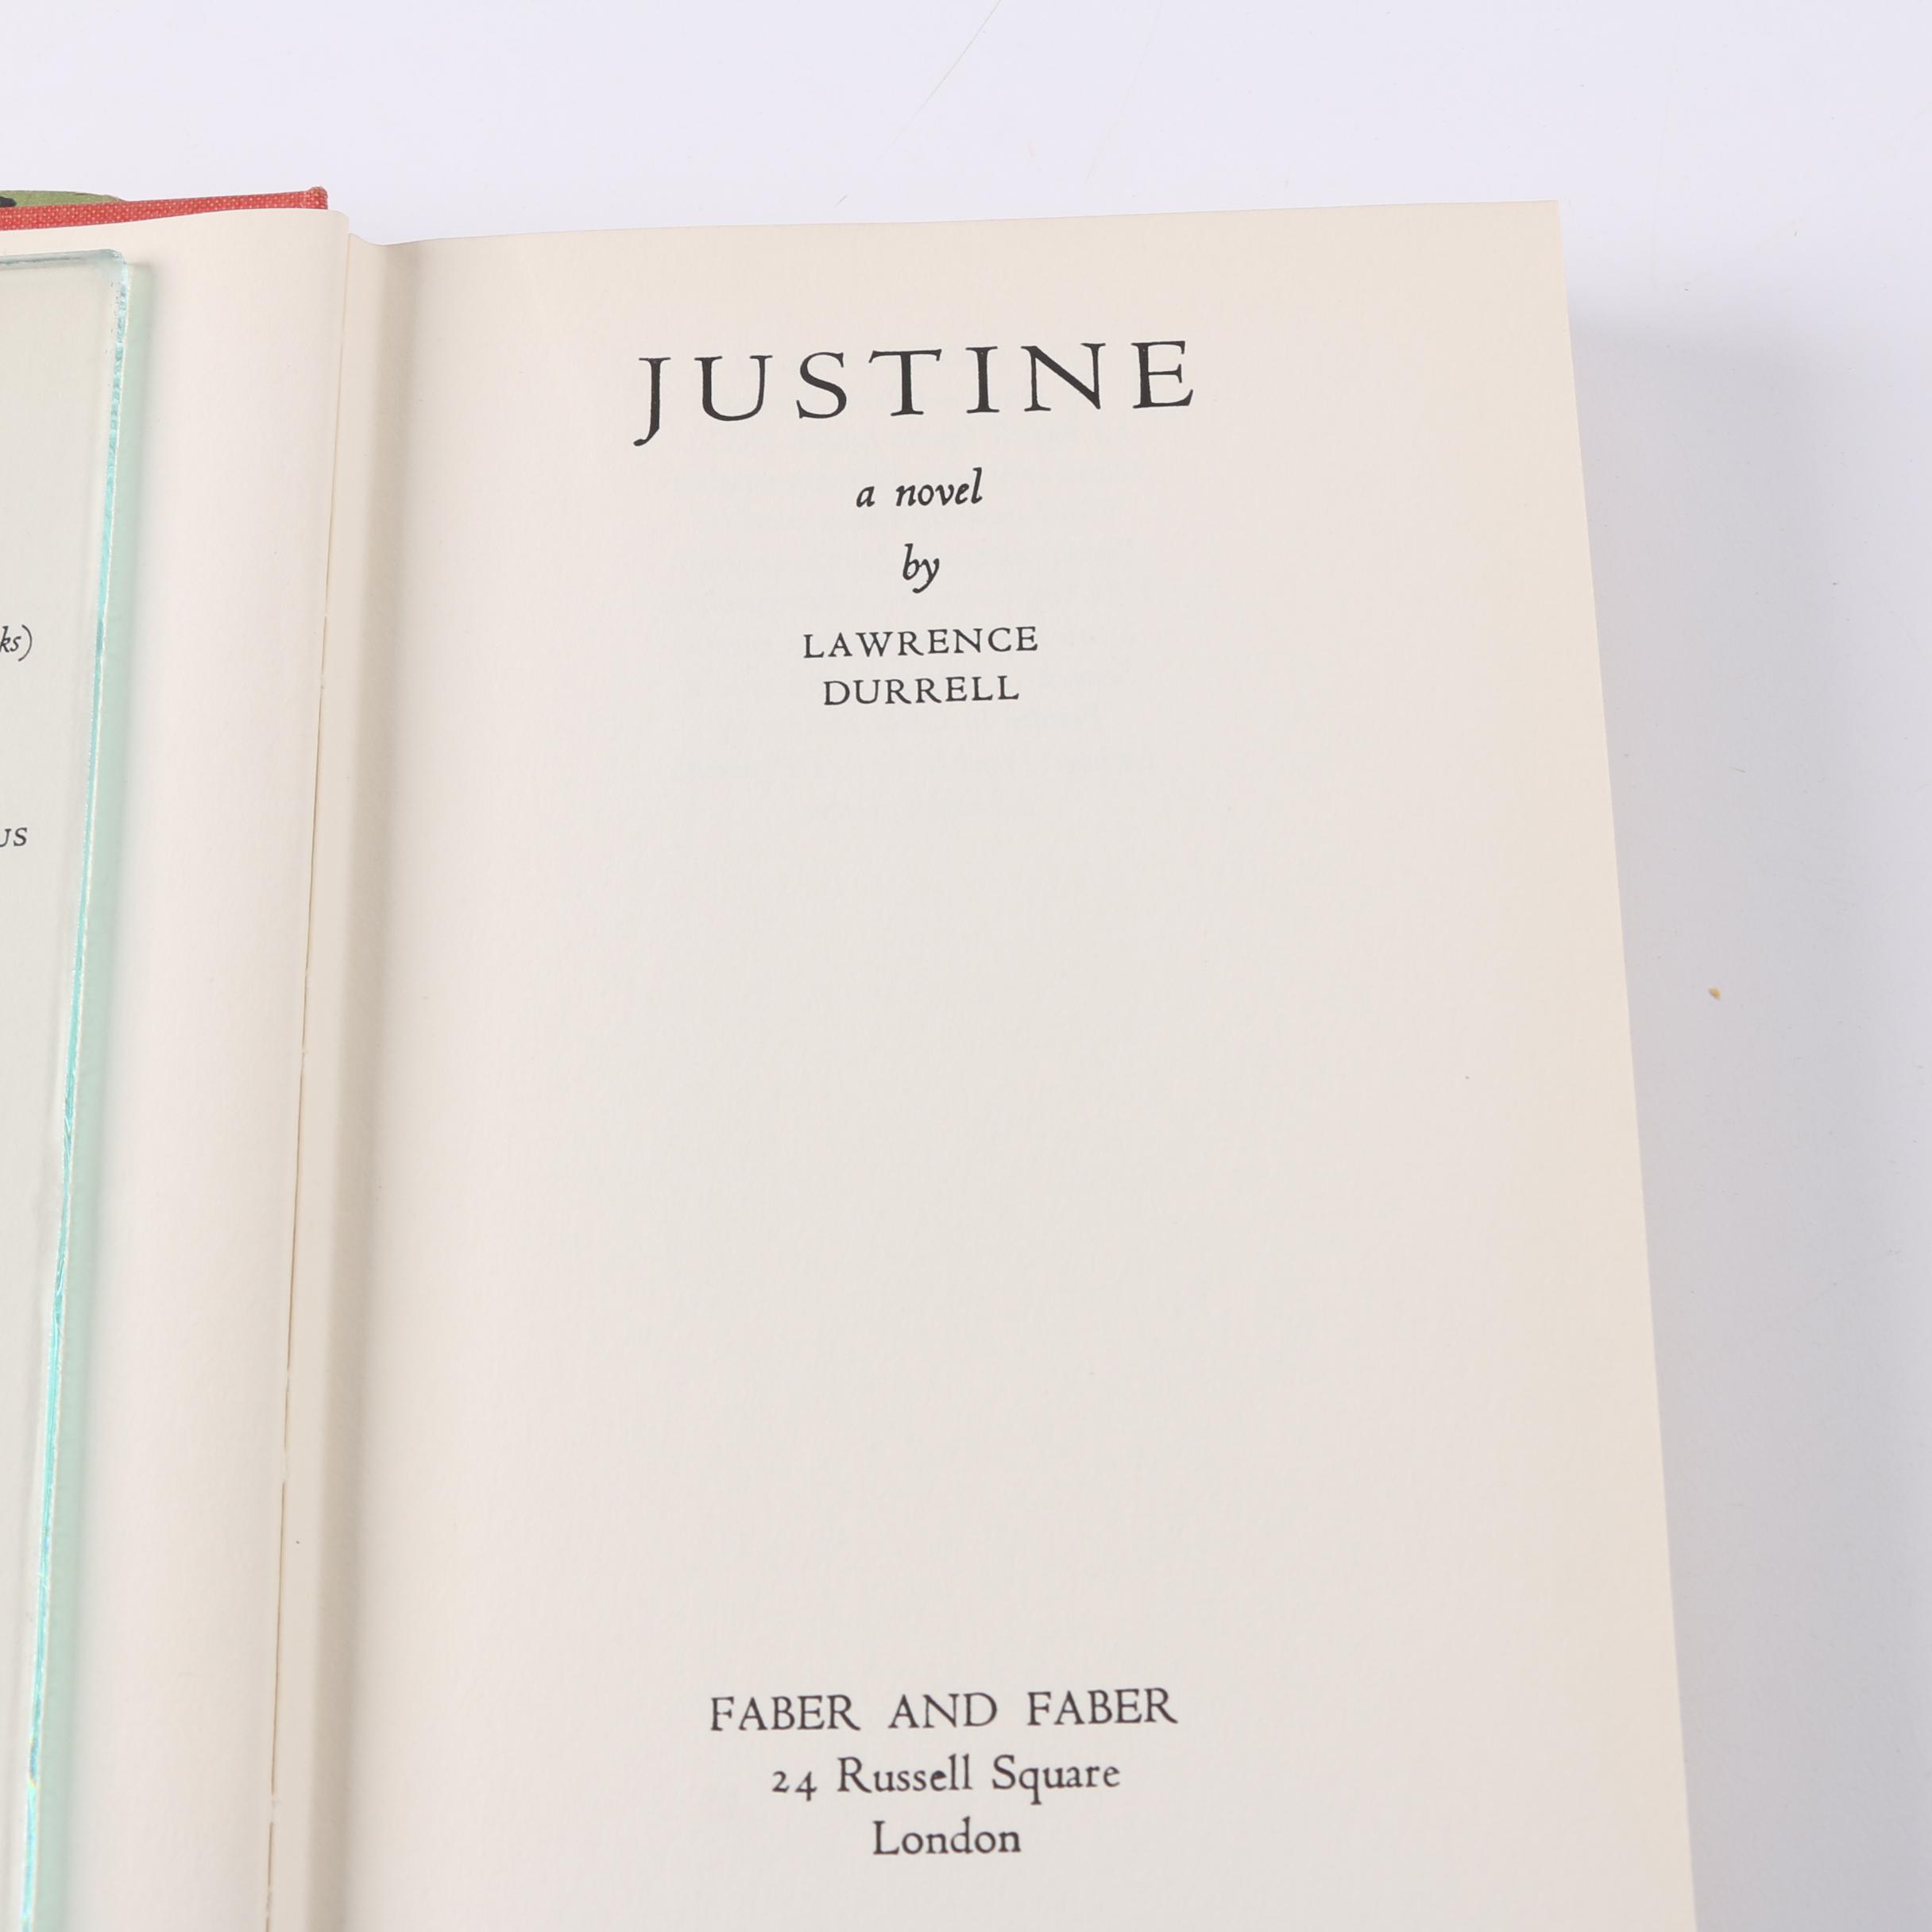 JUSTINE
a novel
by
LAWRENCE
DURRELL
FABER AND FABER
24 Russell Square
London